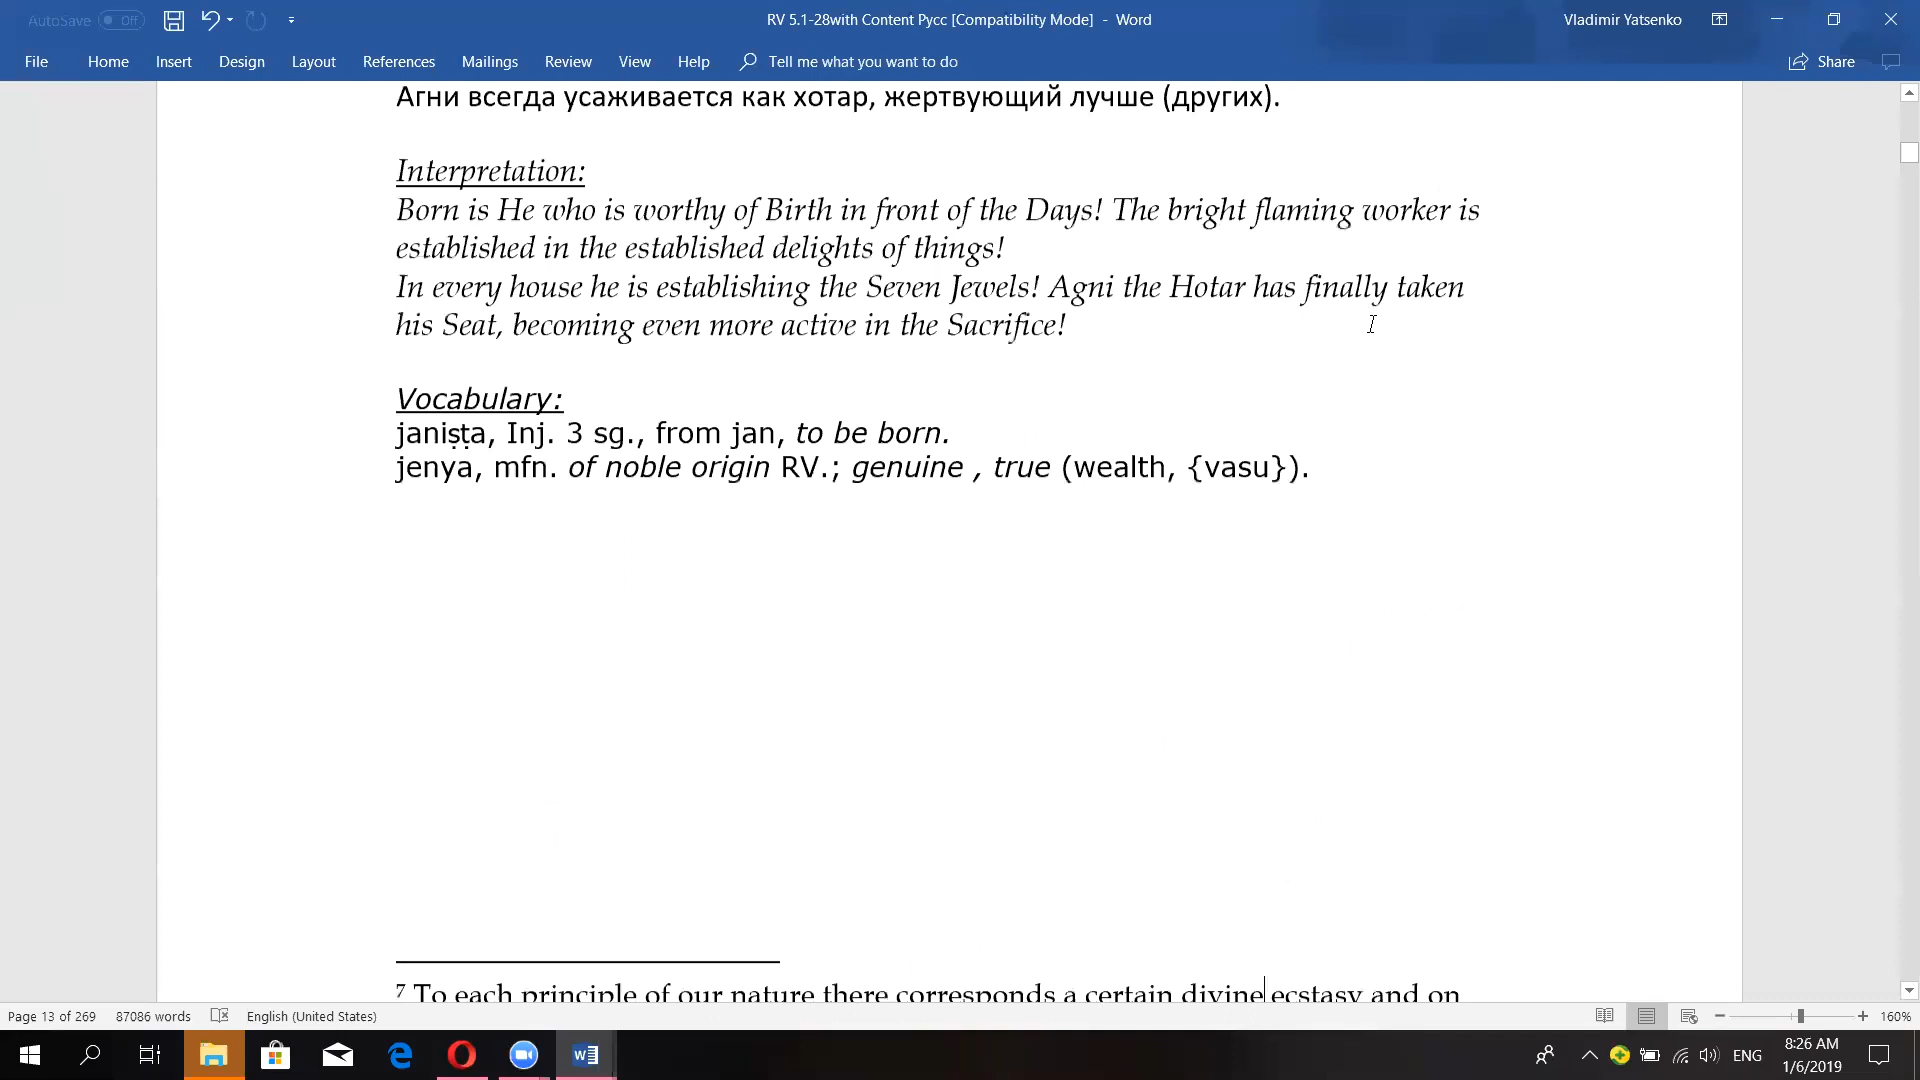 AutoSave Off
RV 5.1-28with Content Русс [Compatibility Mode] - Word
Vladimir Yatsenko
File Home Insert Design Layout References Mailings Review View Help Tell me what you want to do Share
Агни всегда усаживается как хотар, жертвующий лучше (других).
Interpretation:
Born is He who is worthy of Birth in front of the Days! The bright flaming worker is
established in the established delights of things!
In every house he is establishing the Seven Jewels! Agni the Hotar has finally taken
his Seat, becoming even more active in the Sacrifice!
Vocabulary:
janiṣṭa, Inj. 3 sg., from jan, to be born.
jenya, mfn. of noble origin RV.; genuine , true (wealth, {vasu}).
7 To each principle of our nature there corresponds a certain divine ecstasy and on
Page 13 of 269 87086 words English (United States) 160%
ENG
8:26 AM
1/6/2019